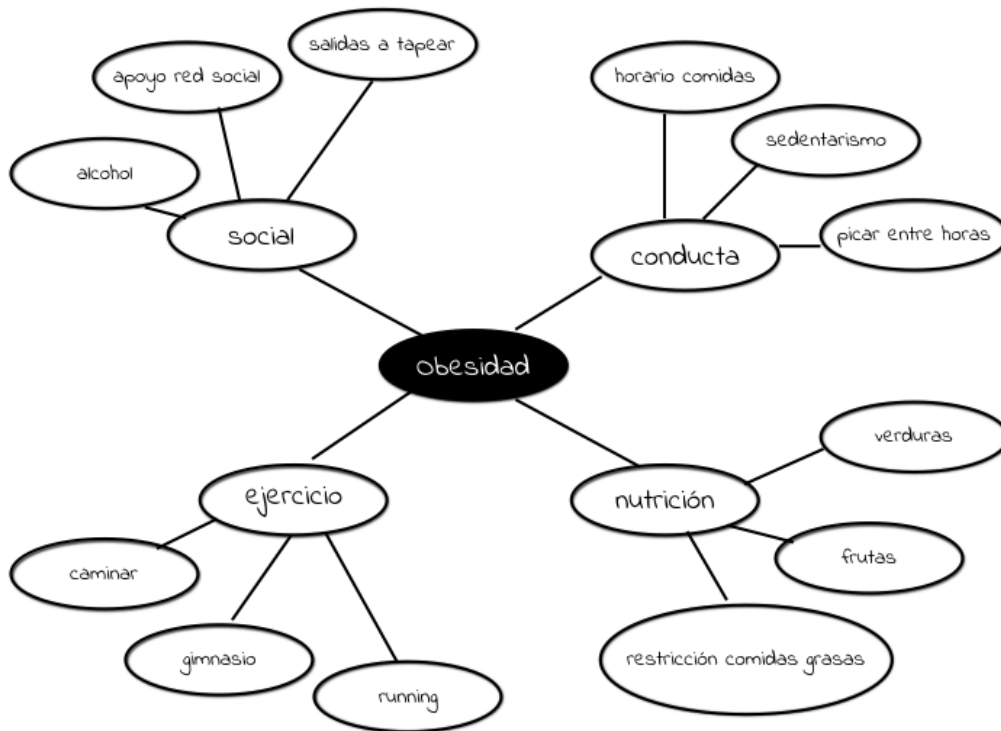 salidas a tapear
apoyo red social
alcohol
social
horario comidas
sedentarismo
picar entre horas
conducta
obesidad
ejercicio
caminar
gimnasio
running
nutrición
verduras
frutas
restricción comidas grasas